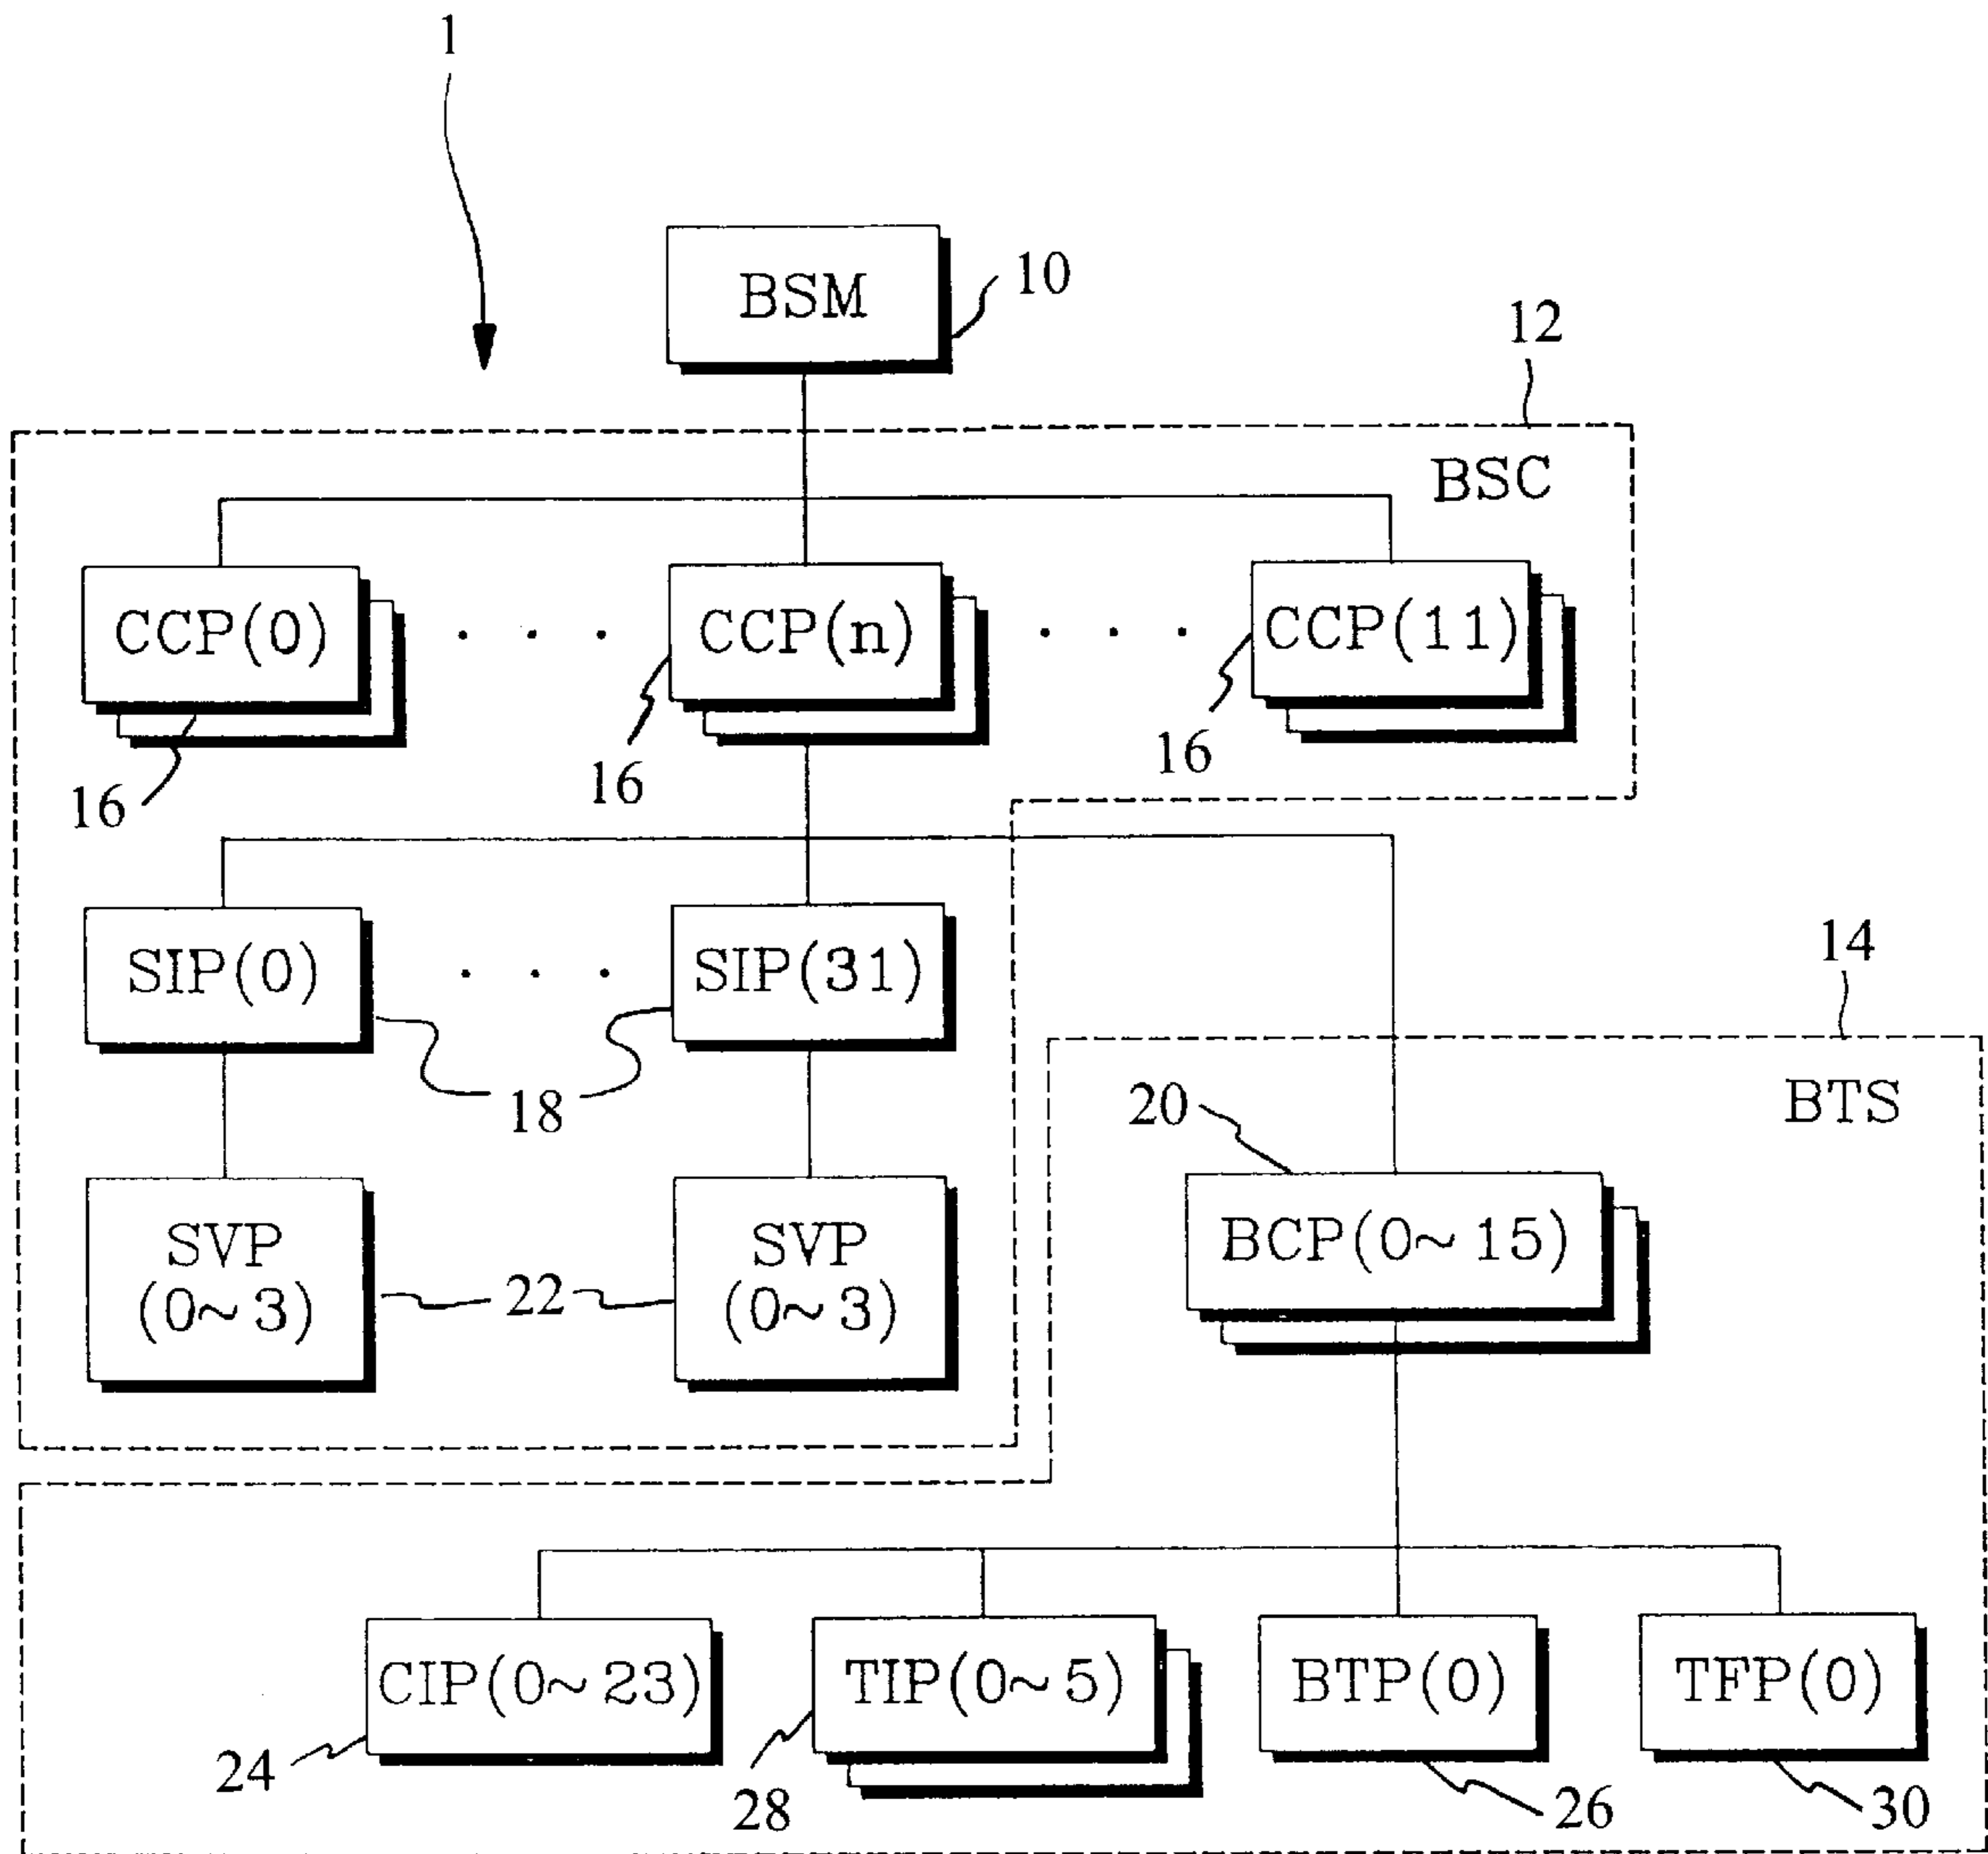 1
BSM
10
12
BSC
CCP(0)
. . .
CCP(n)
. . .
CCP(11)
16
16
16
SIP(0)
. . .
SIP(31)
18
14
BTS
20
SVP
(0~3)
22
SVP
(0~3)
BCP(0~15)
CIP(0~23)
TIP(0~5)
BTP(0)
TFP(0)
24
28
26
30